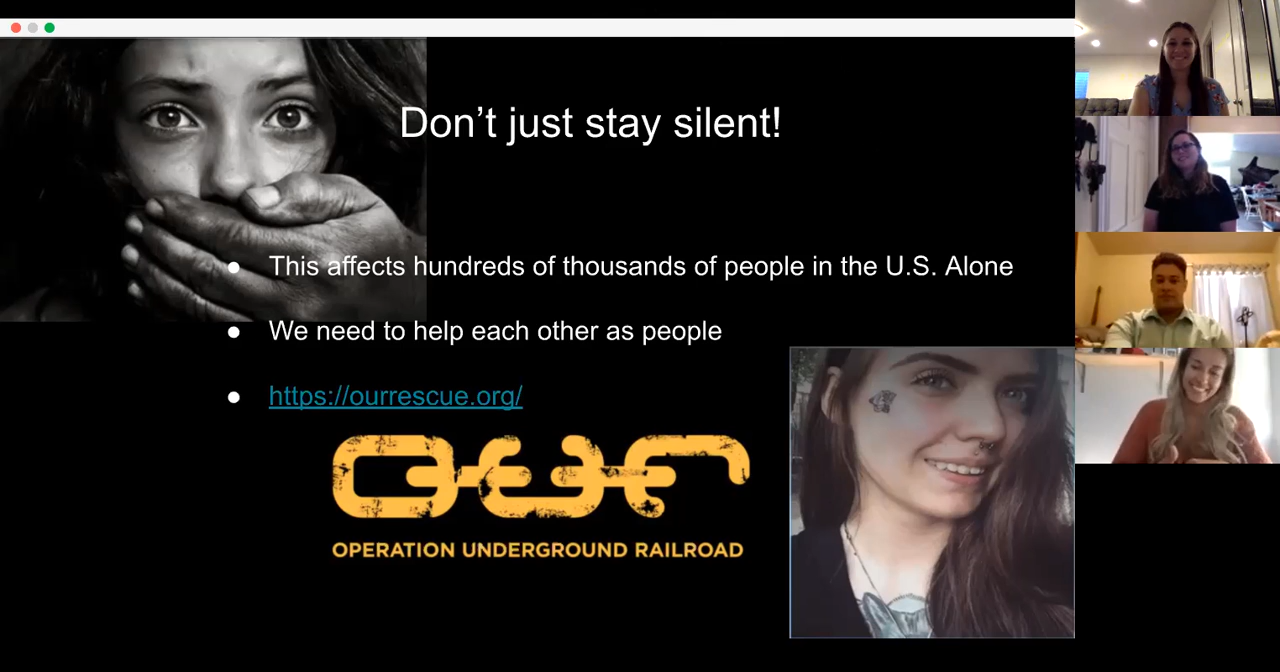 Don't just stay silent!
This affects hundreds of thousands of people in the U.S. Alone
We need to help each other as people
https://ourrescue.org/
OUR
OPERATION UNDERGROUND RAILROAD